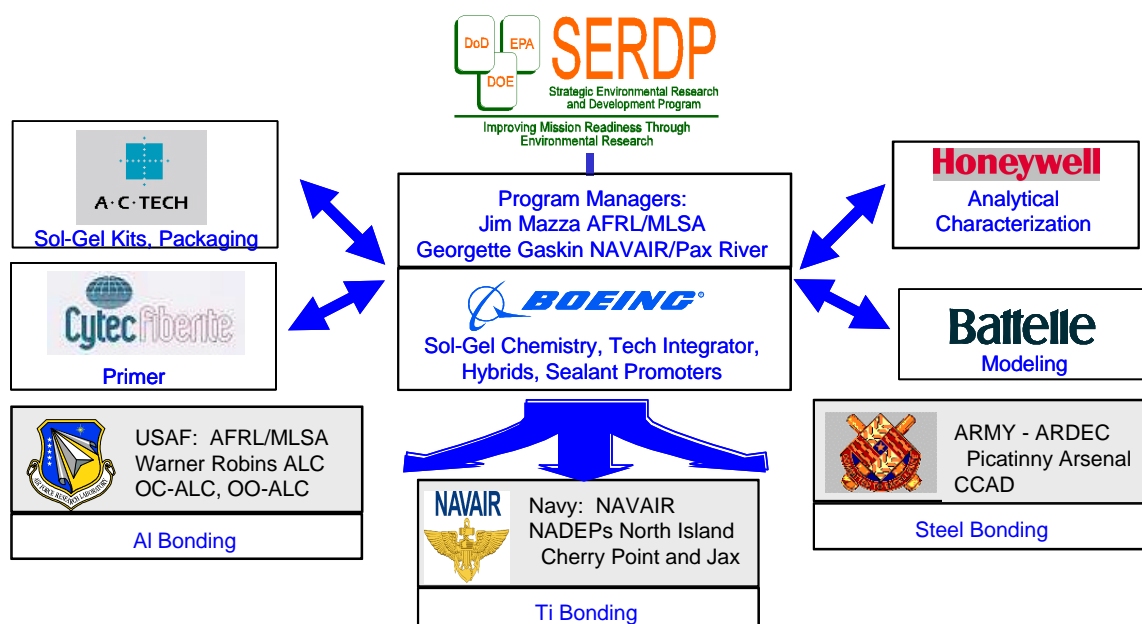 DoD
EPA
DOE
SERDP
Strategic Environmental Research
and Development Program
Improving Mission Readiness Through
Environmental Research
A·C·TECH
Sol-Gel Kits, Packaging
Program Managers:
Jim Mazza AFRL/MLSA
Georgette Gaskin NAVAIR/Pax River
Honeywell
Analytical
Characterization
Cytec Fiberite
Primer
BOEING®
Sol-Gel Chemistry, Tech Integrator,
Hybrids, Sealant Promoters
Battelle
Modeling
AIR FORCE RESEARCH LABORATORY
USAF: AFRL/MLSA
Warner Robins ALC
OC-ALC, OO-ALC
Al Bonding
NAVAIR
Navy: NAVAIR
NADEPs North Island
Cherry Point and Jax
Ti Bonding
ARMY - ARDEC
Picatinny Arsenal
CCAD
Steel Bonding